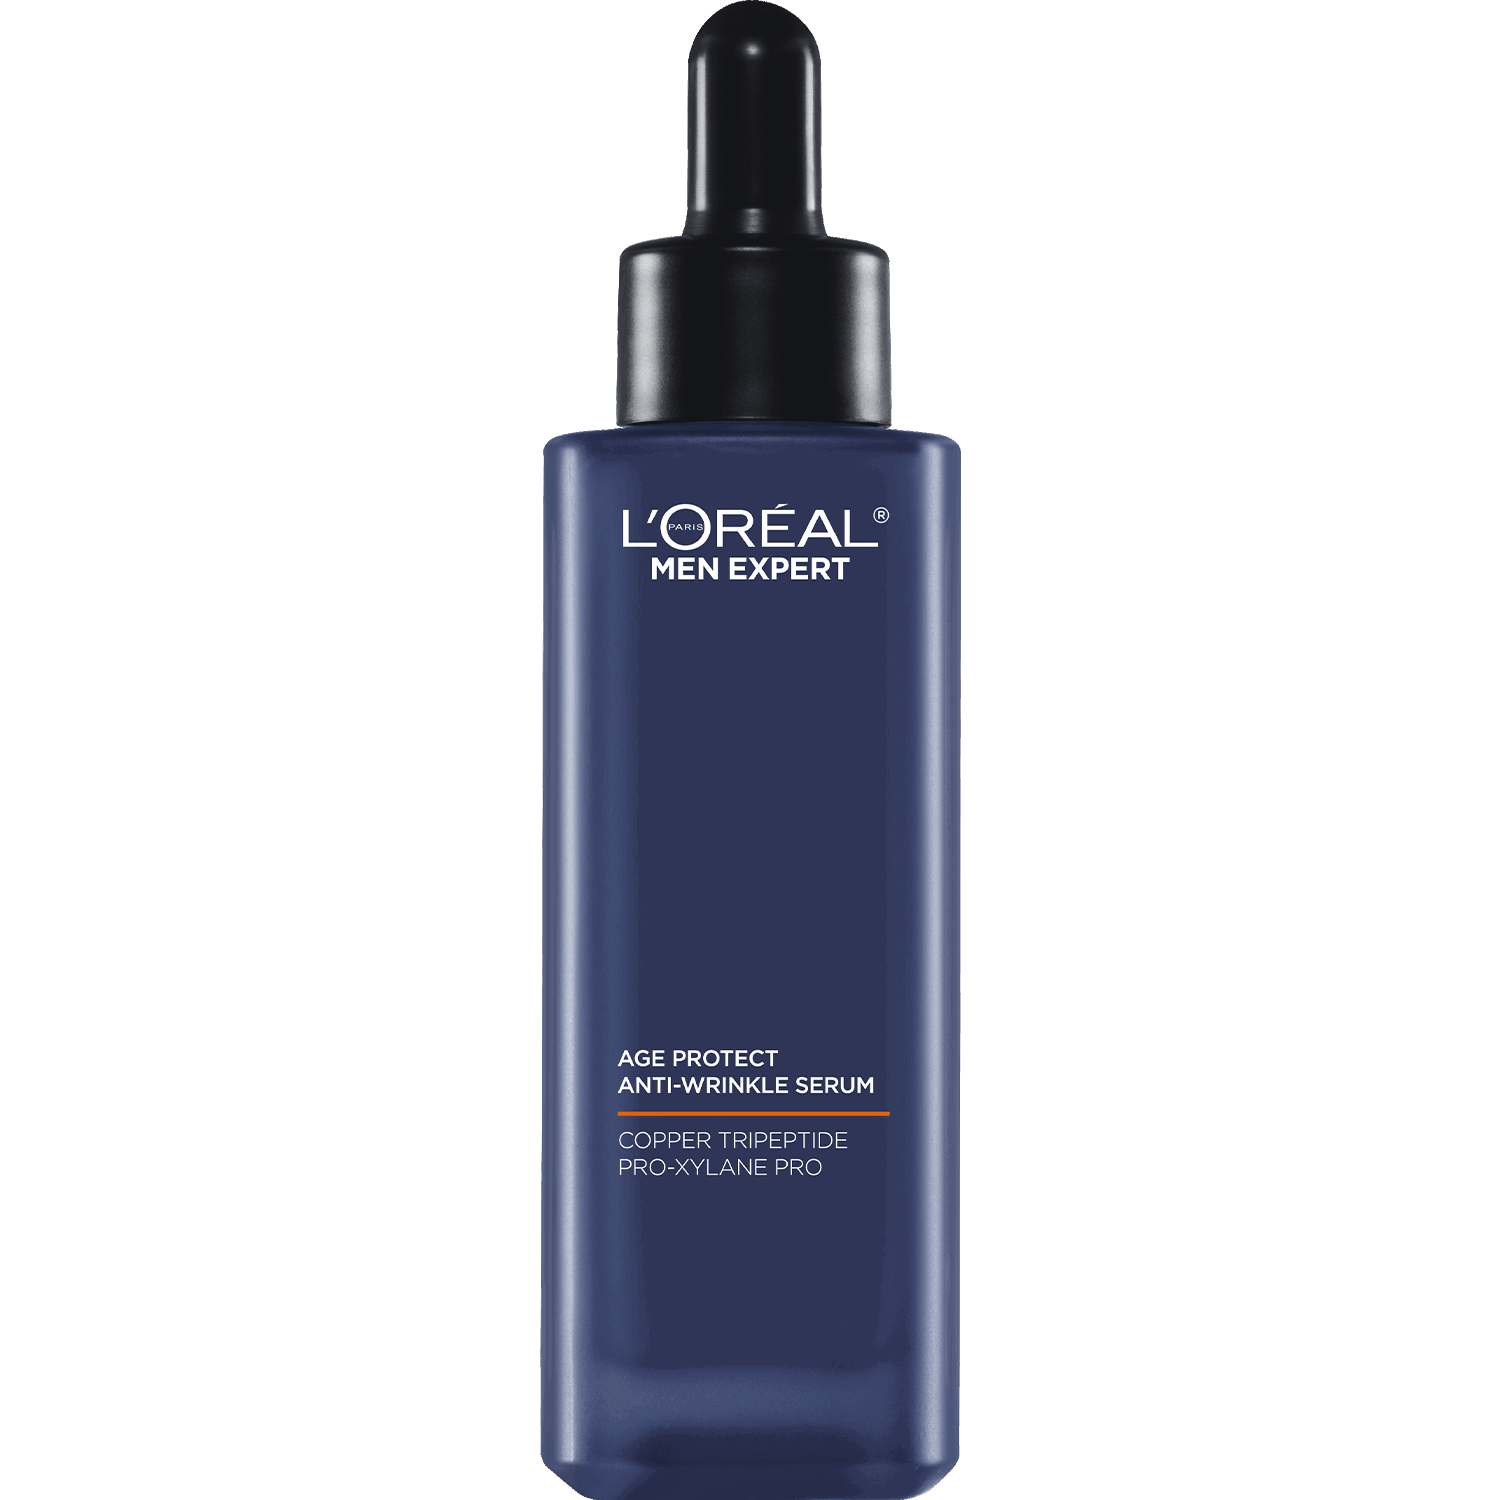 L'ORÉAL®
PARIS
MEN EXPERT
AGE PROTECT
ANTI-WRINKLE SERUM
COPPER TRIPEPTIDE
PRO-XYLANE PRO